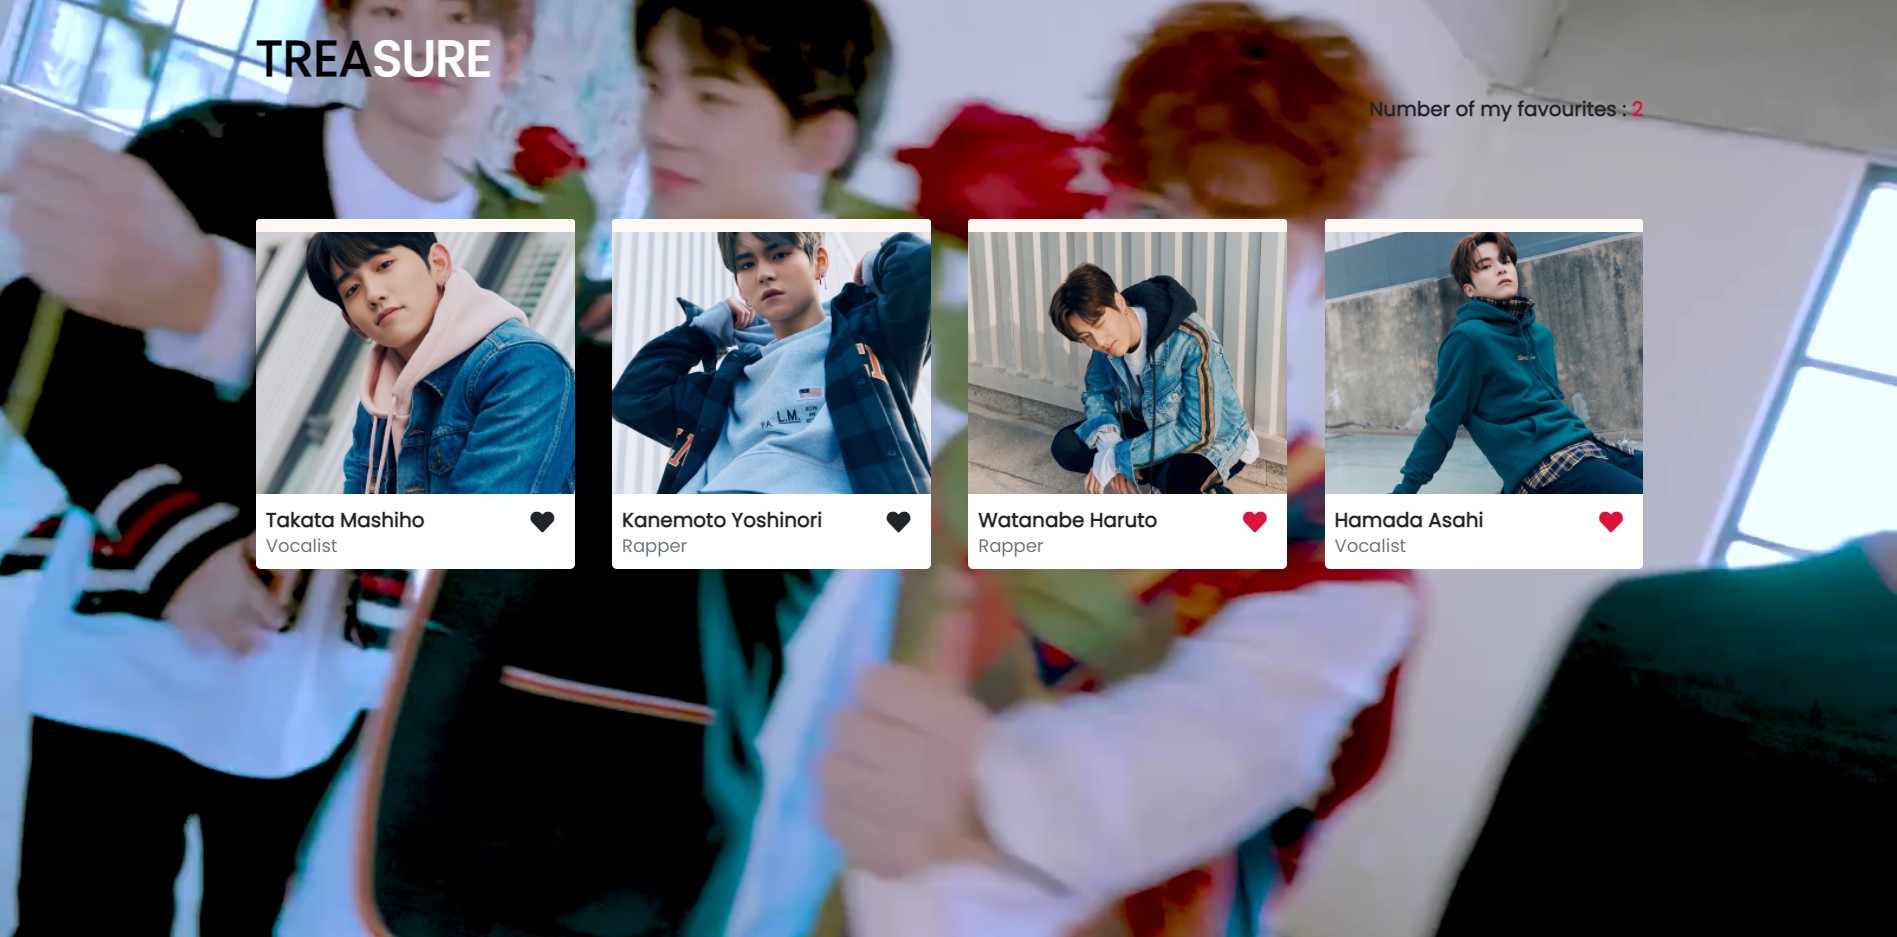 TREASURE
Number of my favourites : 2
P.A. L.M.
Takata Mashiho
Vocalist
Kanemoto Yoshinori
Rapper
Watanabe Haruto
Rapper
Hamada Asahi
Vocalist